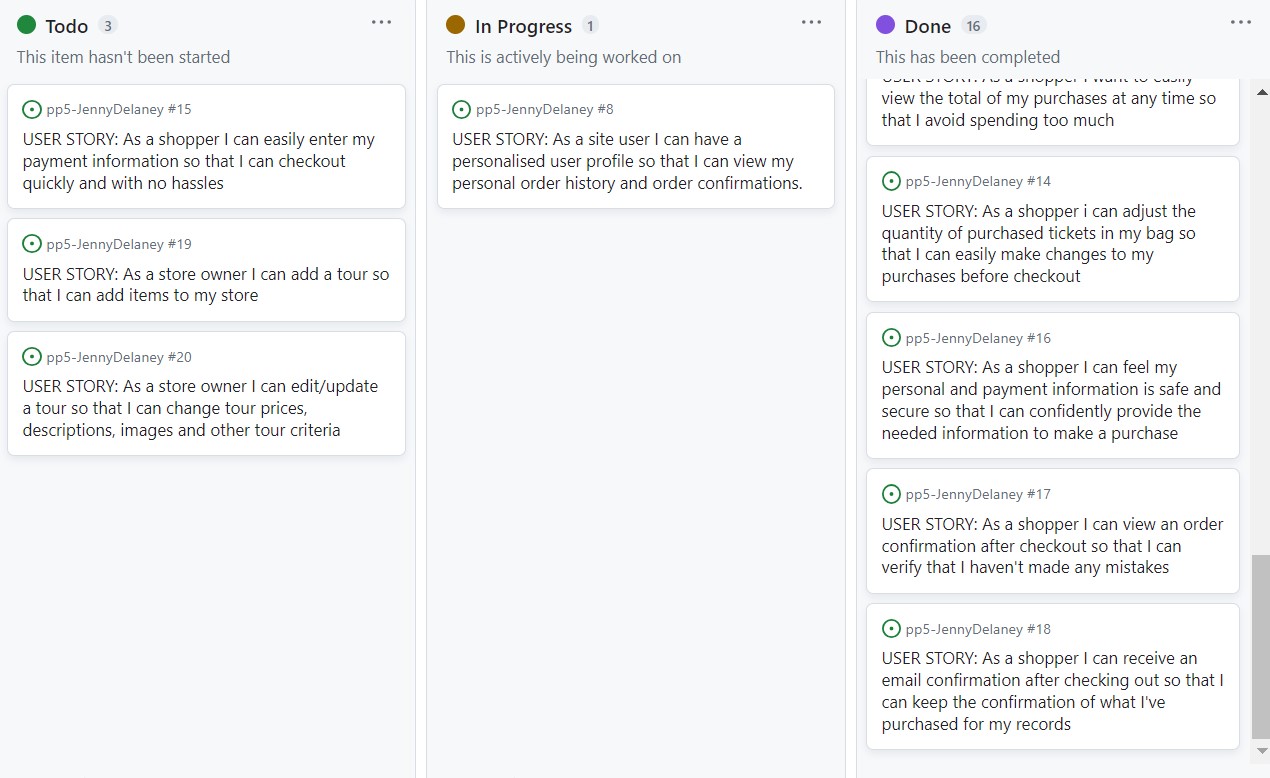 Todo 3
This item hasn't been started
pp5-JennyDelaney #15
USER STORY: As a shopper I can easily enter my
payment information so that I can checkout
quickly and with no hassles
pp5-JennyDelaney #19
USER STORY: As a store owner I can add a tour so
that I can add items to my store
pp5-JennyDelaney #20
USER STORY: As a store owner I can edit/update
a tour so that I can change tour prices,
descriptions, images and other tour criteria
In Progress 1
This is actively being worked on
pp5-JennyDelaney #8
USER STORY: As a site user I can have a
personalised user profile so that I can view my
personal order history and order confirmations.
Done 16
This has been completed
USER STORY: As a shopper I want to easily
view the total of my purchases at any time so
that I avoid spending too much
pp5-JennyDelaney #14
USER STORY: As a shopper i can adjust the
quantity of purchased tickets in my bag so
that I can easily make changes to my
purchases before checkout
pp5-JennyDelaney #16
USER STORY: As a shopper I can feel my
personal and payment information is safe and
secure so that I can confidently provide the
needed information to make a purchase
pp5-JennyDelaney #17
USER STORY: As a shopper I can view an order
confirmation after checkout so that I can
verify that I haven't made any mistakes
pp5-JennyDelaney #18
USER STORY: As a shopper I can receive an
email confirmation after checking out so that I
can keep the confirmation of what I've
purchased for my records